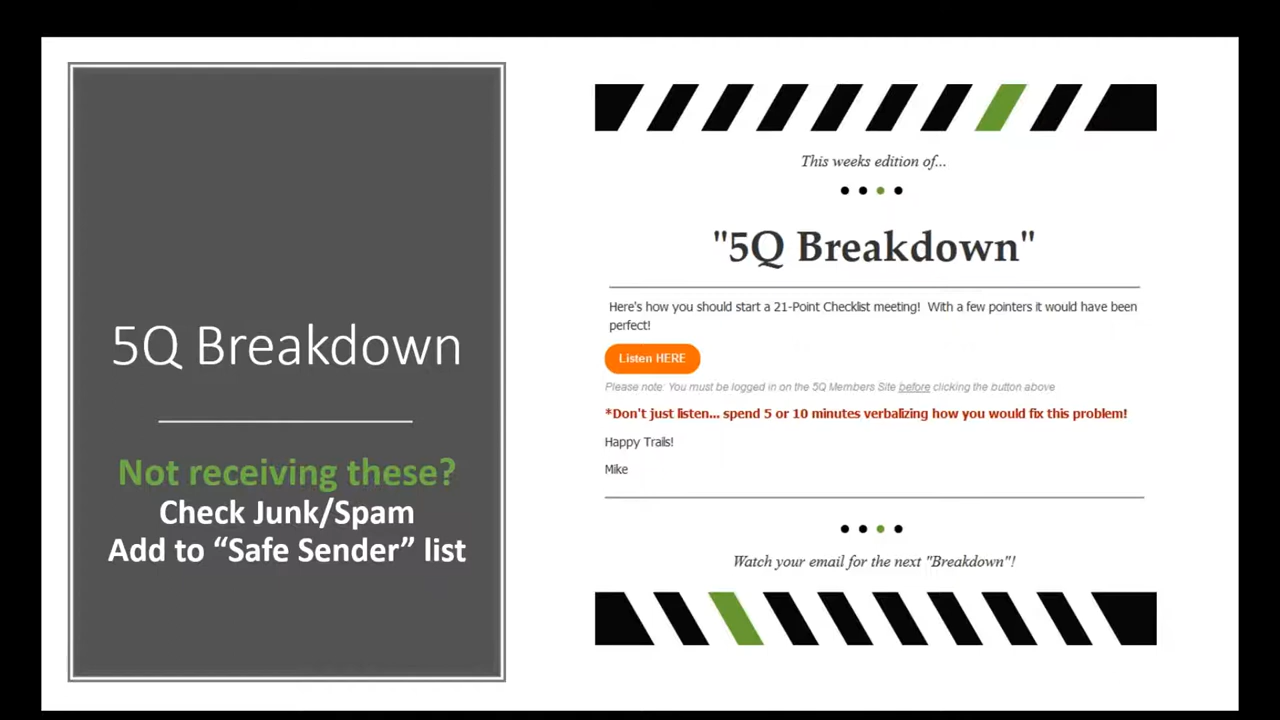 5Q Breakdown
Not receiving these?
Check Junk/Spam
Add to “Safe Sender” list
This weeks edition of...
"5Q Breakdown"
Here's how you should start a 21-Point Checklist meeting!  With a few pointers it would have been
perfect!
Listen HERE
Please note: You must be logged in on the 5Q Members Site before clicking the button above
*Don't just listen... spend 5 or 10 minutes verbalizing how you would fix this problem!
Happy Trails!
Mike
Watch your email for the next "Breakdown"!